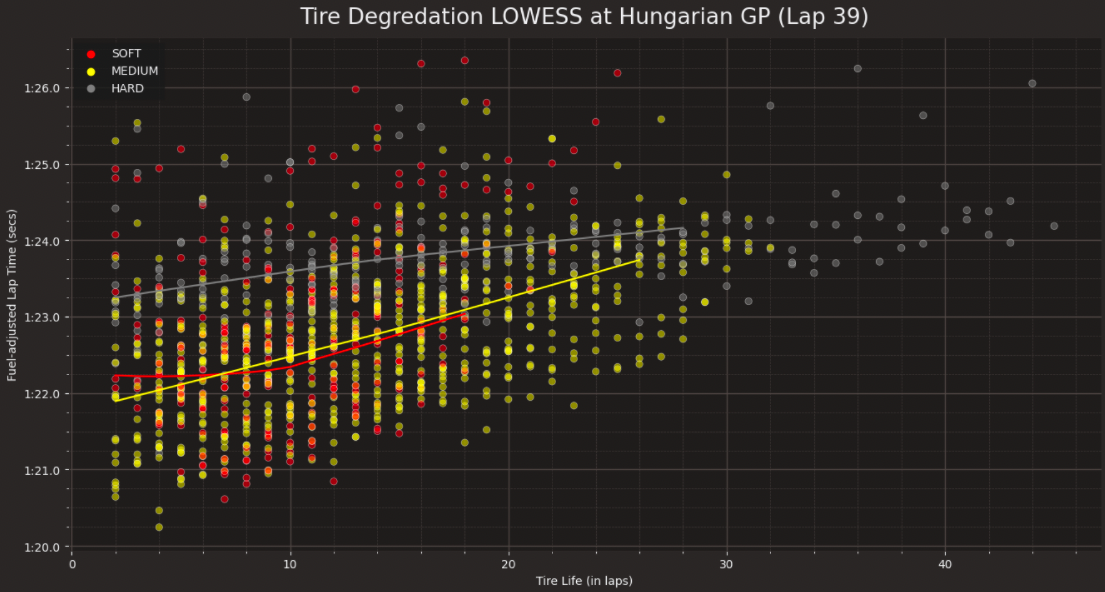 Tire Degredation LOWESS at Hungarian GP (Lap 39)
SOFT
MEDIUM
HARD
Fuel-adjusted Lap Time (secs)
1:26.0
1:25.0
1:24.0
1:23.0
1:22.0
1:21.0
1:20.0
0 10 20 30 40
Tire Life (in laps)